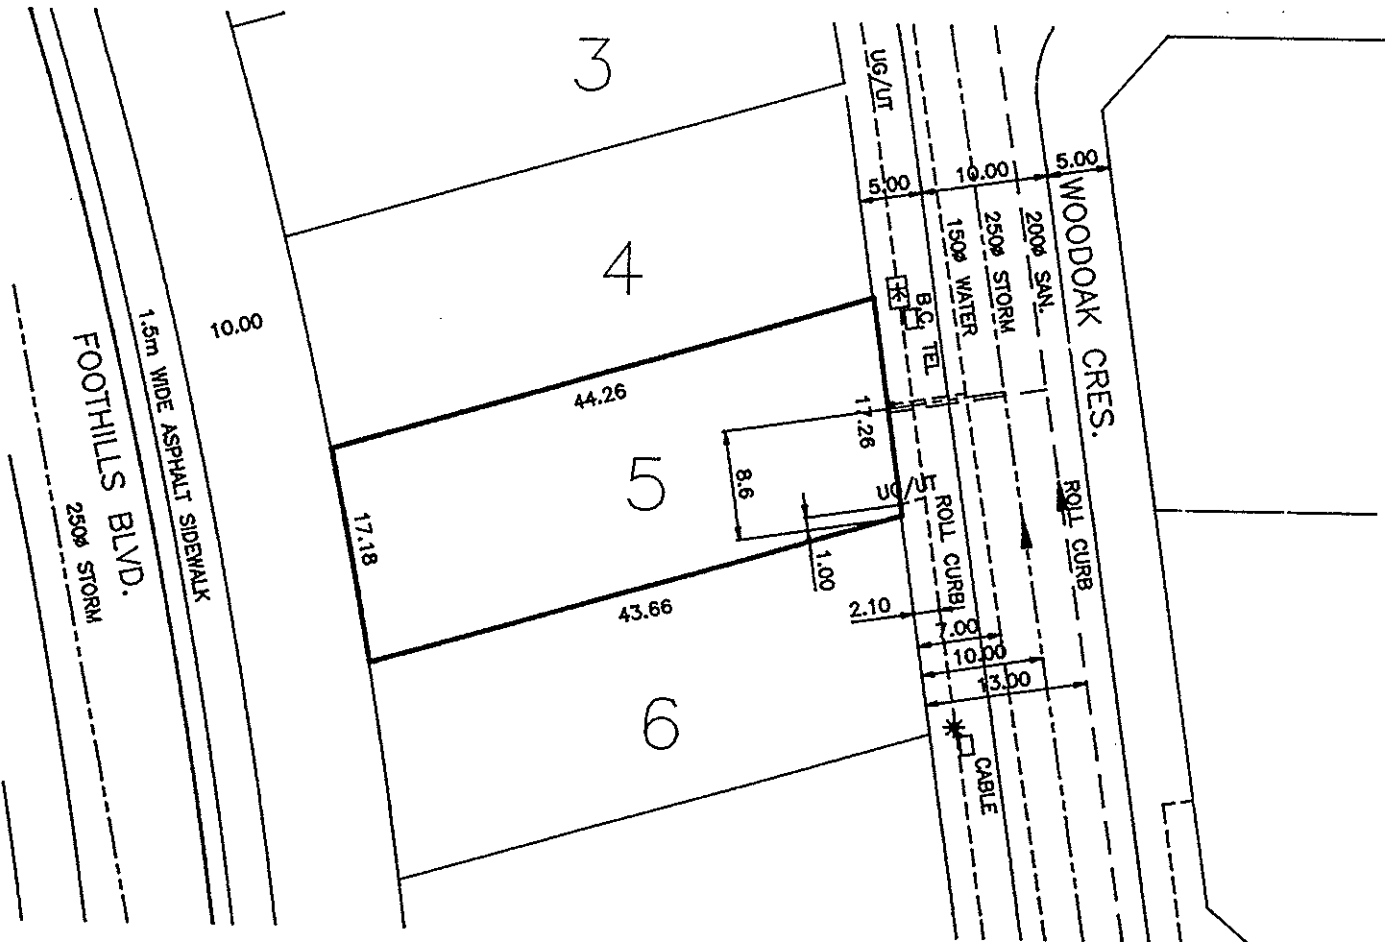 3
UG/UT
5.00
10.00
5.00
WOODOAK CRES.
200ø SAN.
250ø STORM
150ø WATER
B.C. TEL
4
10.00
1.5m WIDE ASPHALT SIDEWALK
FOOTHILLS BLVD.
250ø STORM
44.26
17.26
5
8.6
UG/UT
ROLL CURB
ROLL CURB
17.18
1.00
43.66
2.10
7.00
10.00
13.00
6
CABLE